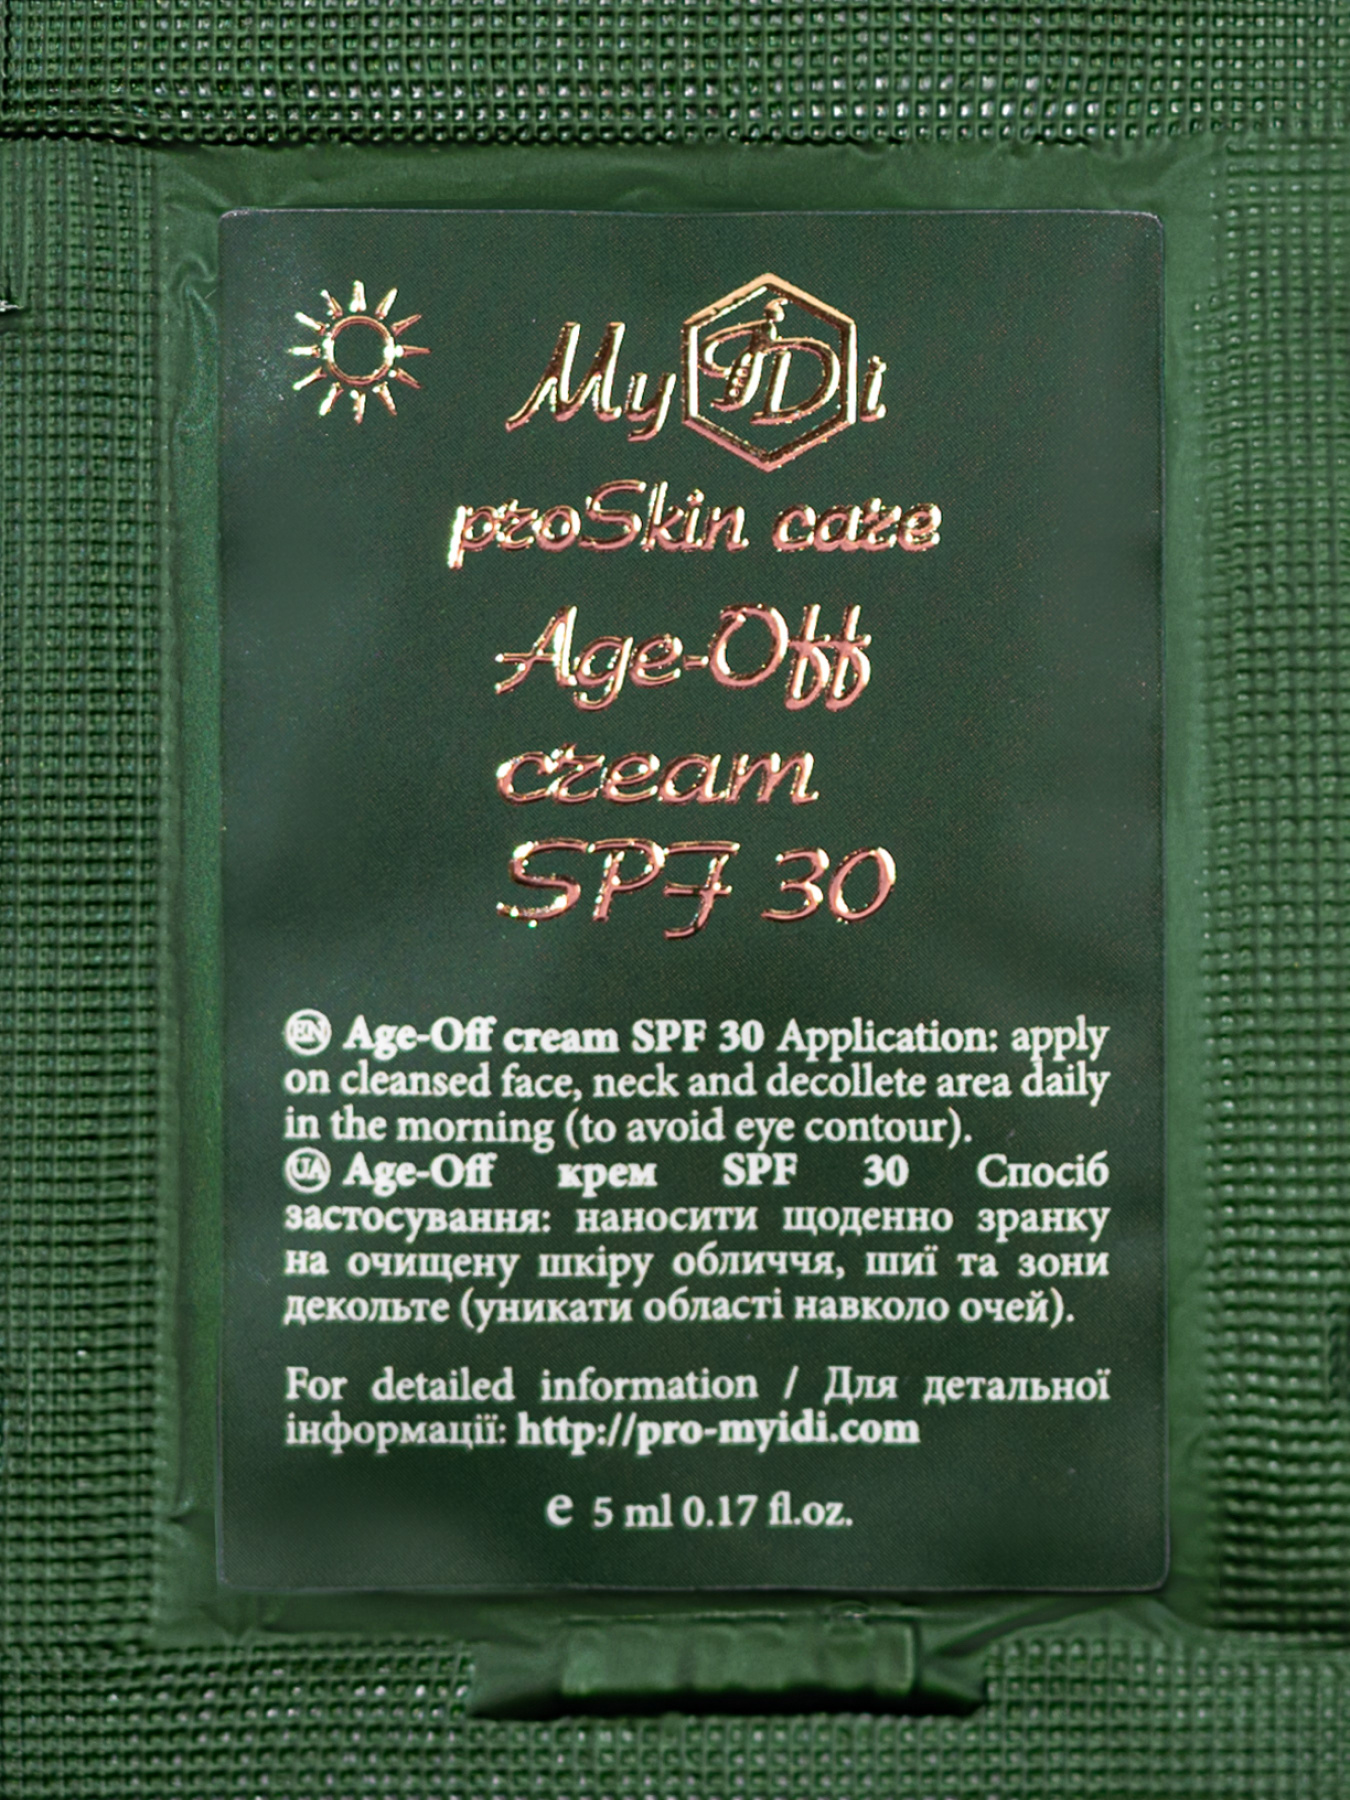 MyIDi
proSkin care
Age-Off
cream
SPF 30
EN Age-Off cream SPF 30 Application: apply
on cleansed face, neck and decollete area daily
in the morning (to avoid eye contour).
UA Age-Off крем SPF 30 Спосіб
застосування: наносити щоденно зранку
на очищену шкіру обличчя, шиї та зони
декольте (уникати області навколо очей).
For detailed information / Для детальної
інформації: http://pro-myidi.com
e 5 ml 0.17 fl.oz.